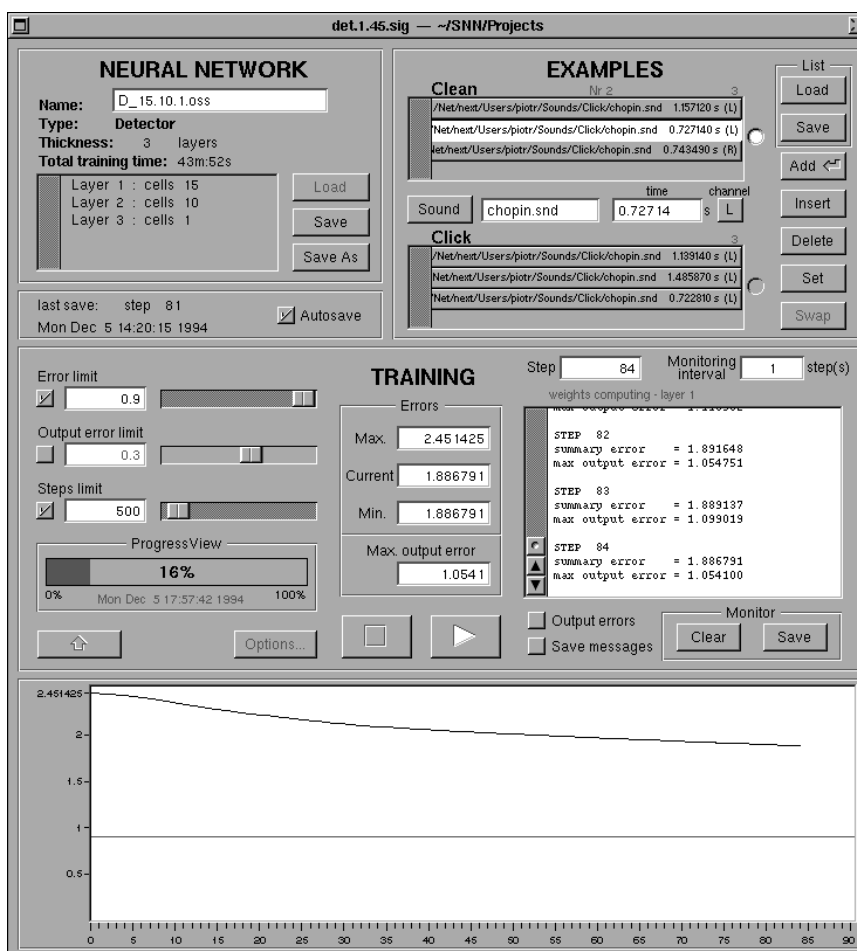 det.1.45.sig — ~/SNN/Projects
NEURAL NETWORK
Name: D_15.10.1.oss
Type: Detector
Thickness: 3 layers
Total training time: 43m:52s
Layer 1 : cells 15
Layer 2 : cells 10
Layer 3 : cells 1
Load
Save
Save As
last save: step 81
Mon Dec 5 14:20:15 1994
Autosave
EXAMPLES
Clean Nr 2 3
/Net/next/Users/piotr/Sounds/Click/chopin.snd 1.157120 s (L)
/Net/next/Users/piotr/Sounds/Click/chopin.snd 0.727140 s (L)
/Net/next/Users/piotr/Sounds/Click/chopin.snd 0.743490 s (R)
time channel
Sound chopin.snd 0.72714 s L
Click 3
/Net/next/Users/piotr/Sounds/Click/chopin.snd 1.139140 s (L)
/Net/next/Users/piotr/Sounds/Click/chopin.snd 1.485870 s (L)
/Net/next/Users/piotr/Sounds/Click/chopin.snd 0.722810 s (L)
List
Load
Save
Add
Insert
Delete
Set
Swap
Error limit
0.9
Output error limit
0.3
Steps limit
500
ProgressView
16%
0% Mon Dec 5 17:57:42 1994 100%
Options...
TRAINING
Errors
Max. 2.451425
Current 1.886791
Min. 1.886791
Max. output error
1.0541
Step 84 Monitoring interval 1 step(s)
weights computing - layer 1
STEP 82
summary error = 1.891648
max output error = 1.054751
STEP 83
summary error = 1.889137
max output error = 1.099019
STEP 84
summary error = 1.886791
max output error = 1.054100
Output errors
Save messages
Monitor
Clear Save
2.451425
2
1.5
1
0.5
0 5 10 15 20 25 30 35 40 45 50 55 60 65 70 75 80 85 90